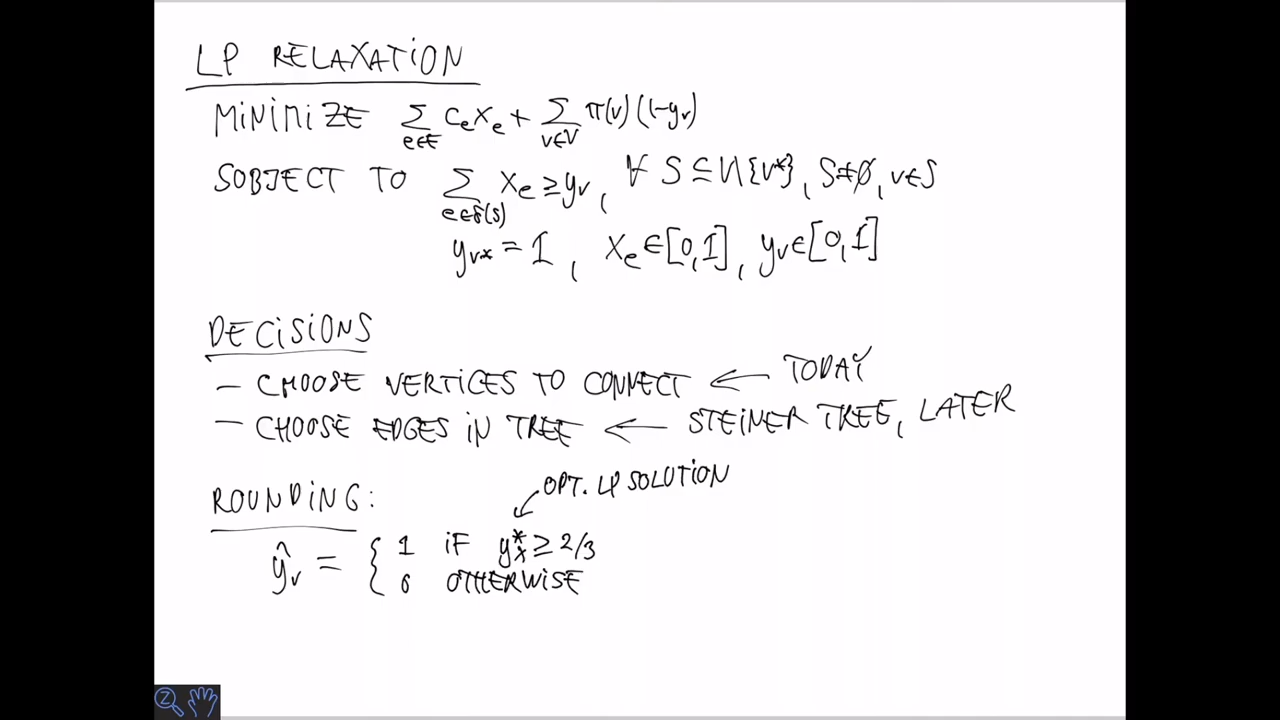 LP RELAXATION
MINIMIZE ∑_{e∈E} c_e x_e + ∑_{v∈V} π(v)(1-y_v)
SOBJECT TO ∑_{e∈δ(S)} x_e ≥ y_v, ∀ S ⊆ V\{v*}, S≠∅, v∈S
y_{v*} = 1, x_e ∈ [0,1], y_v ∈ [0,1]
DECISIONS
- CHOOSE VERTICES TO CONNECT ← TODAY
- CHOOSE EDGES IN TREE ← STEINER TREE, LATER
OPT. LP SOLUTION
ROUNDING:
ŷ_v = { 1 IF y*_x ≥ 2/3
0 OTHERWISE
Z